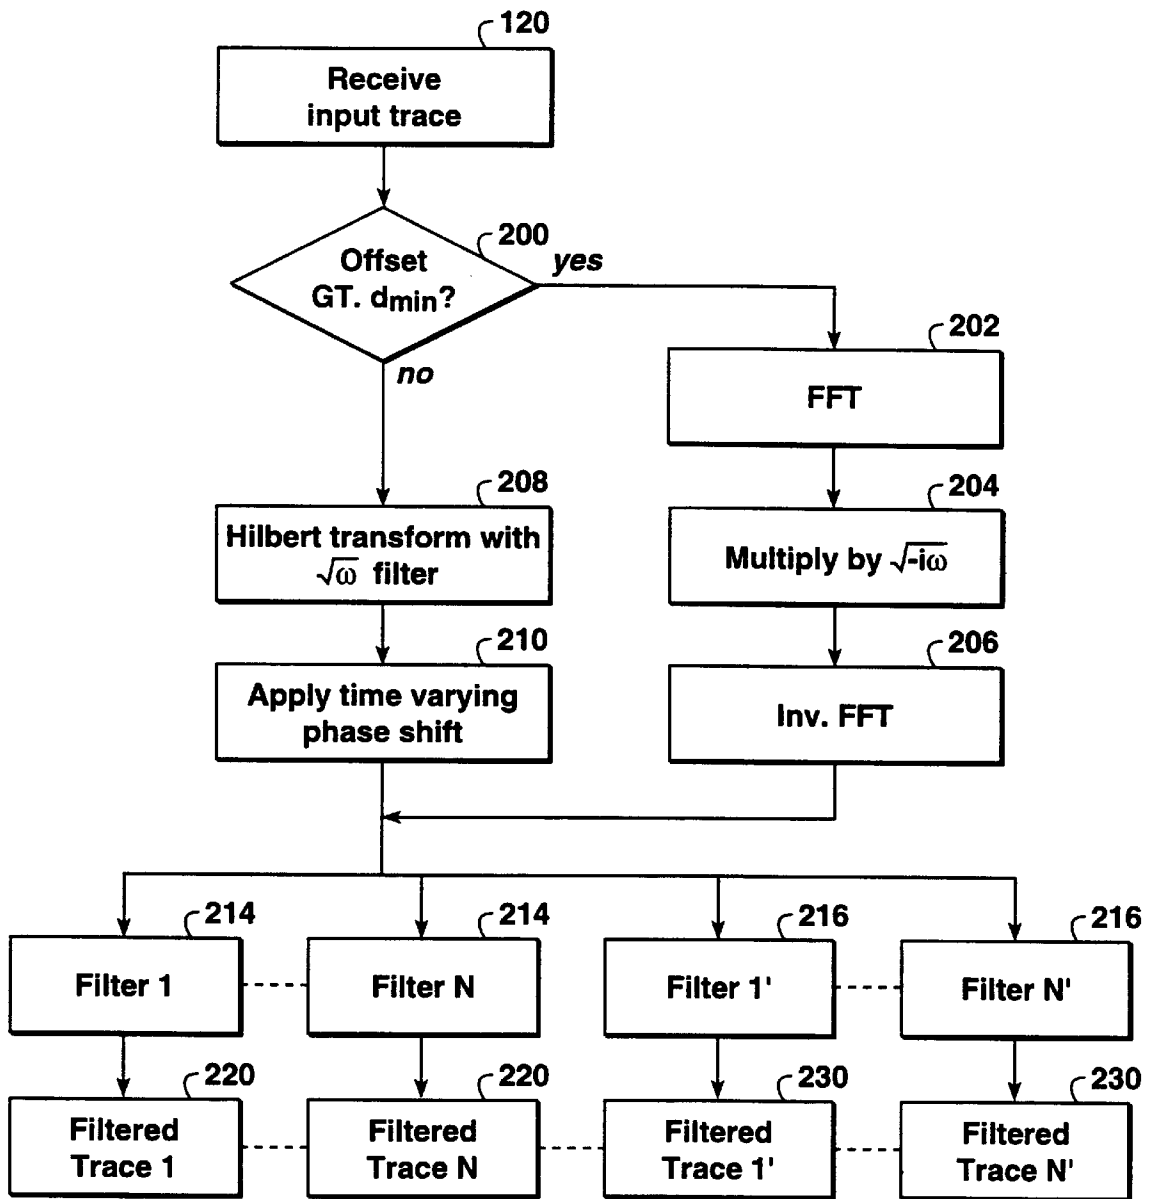 120
Receive
input trace
200
Offset
GT. dmin?
yes
no
202
FFT
208
Hilbert transform with
√ω filter
204
Multiply by √-iω
210
Apply time varying
phase shift
206
Inv. FFT
214
Filter 1
214
Filter N
216
Filter 1'
216
Filter N'
220
Filtered
Trace 1
220
Filtered
Trace N
230
Filtered
Trace 1'
230
Filtered
Trace N'